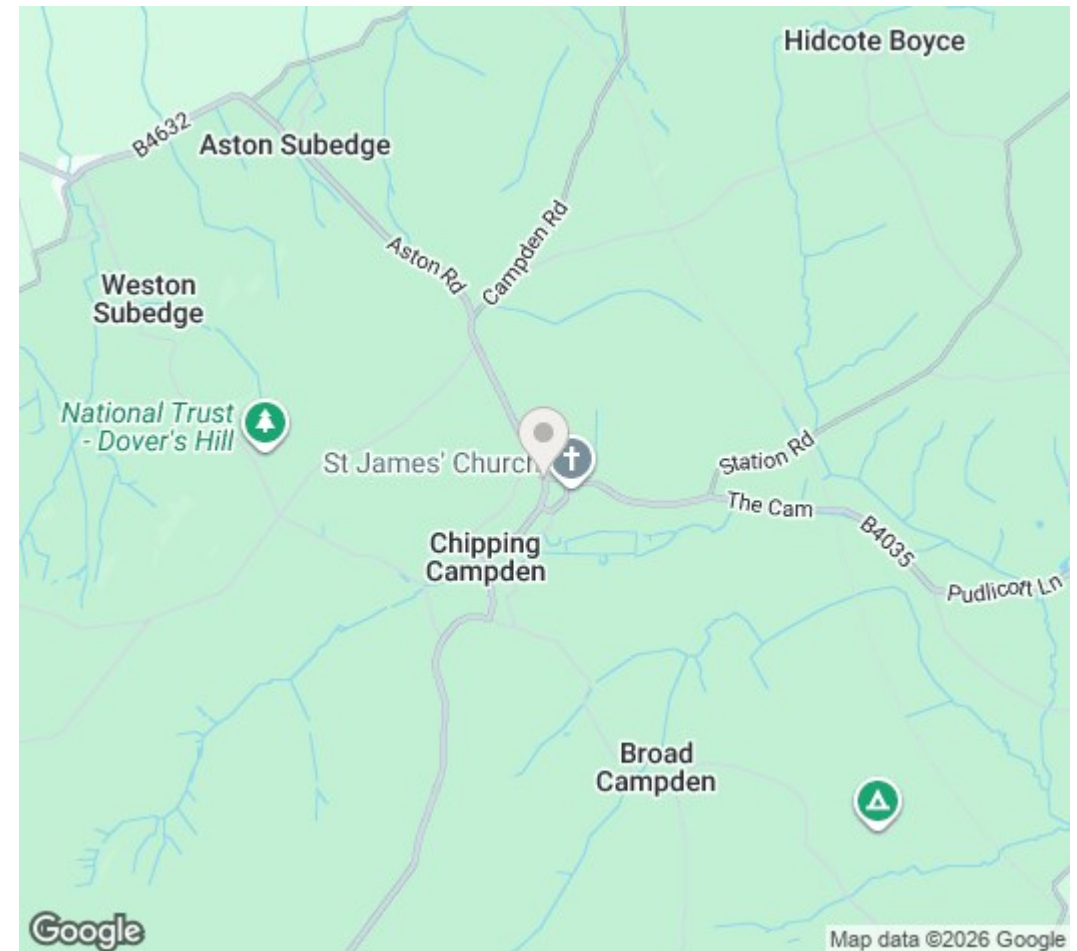 Hidcote Boyce
B4632
Aston Subedge
Aston Rd
Campden Rd
Weston
Subedge
National Trust
- Dover's Hill
St James' Church
Station Rd
The Cam
B4035
Pudlicott Ln
Chipping
Campden
Broad
Campden
Google
Map data ©2026 Google